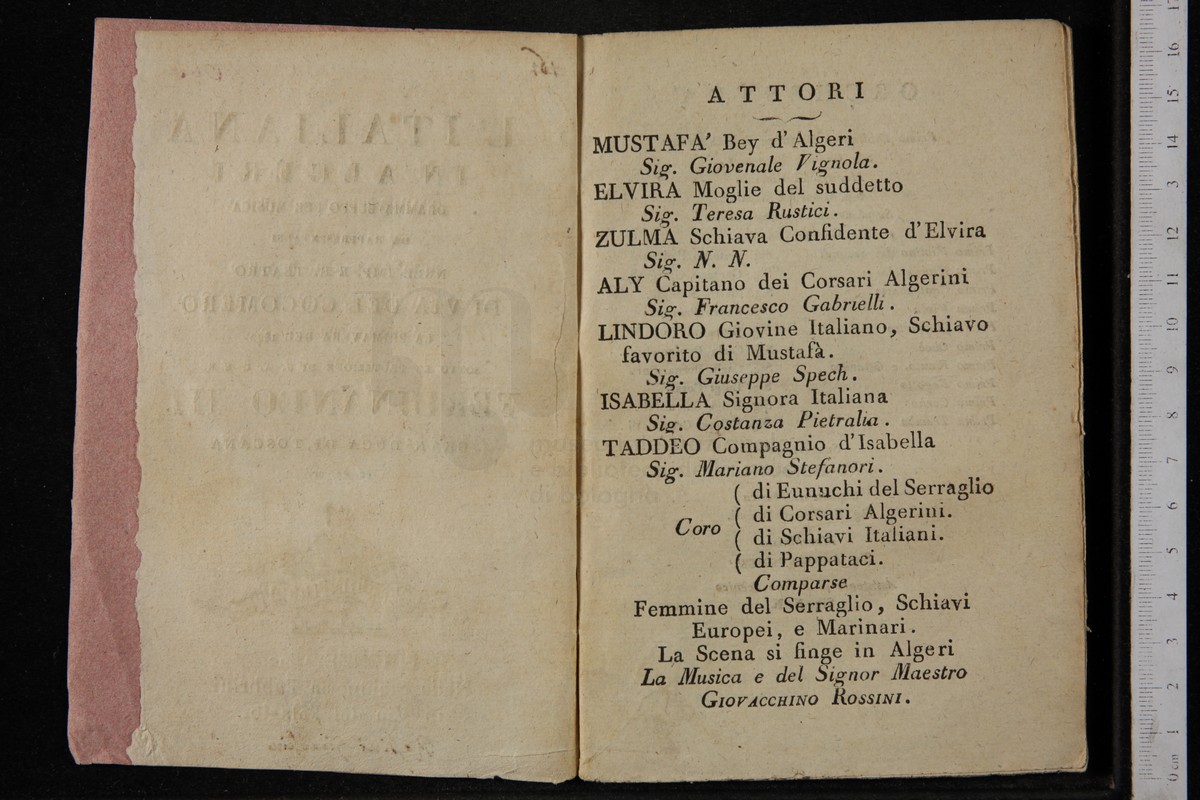 ATTORI
MUSTAFA' Bey d' Algeri
Sig. Giovenale Vignola.
ELVIRA Moglie del suddetto
Sig. Teresa Rustici.
ZULMA Schiava Confidente d'Elvira
Sig. N. N.
ALY Capitano dei Corsari Algerini
Sig. Francesco Gabrielli.
LINDORO Giovine Italiano, Schiavo
favorito di Mustafà.
Sig. Giuseppe Spech.
ISABELLA Signora Italiana
Sig. Costanza Pietralia.
TADDEO Compagnio d'Isabella
Sig. Mariano Stefanori.
( di Eunuchi del Serraglio
( di Corsari Algerini.
Coro
( di Schiavi Italiani.
( di Pappataci.
Comparse
Femmine del Serraglio, Schiavi
Europei, e Marinari.
La Scena si finge in Algeri
La Musica e del Signor Maestro
GIOVACCHINO ROSSINI.